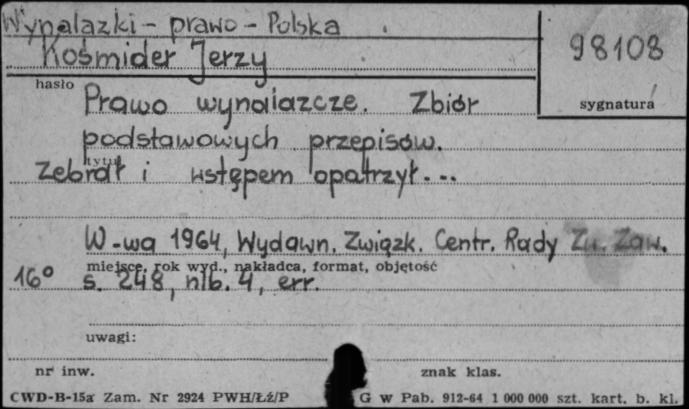 Wynalazki - prawo - Polska
Kośmider Jerzy
98108
hasło
sygnatura
Prawo wynalazcze. Zbiór
podstawowych przepisów.
tytuł
Zebrał i wstępem opatrzył...
W-wa 1964, Wydawn. Związk. Centr. Rady Zw. Zaw.
miejsce, rok wyd., nakładca, format, objętość
16° s. 248, nlb. 4, err.
uwagi:
nr inw.
znak klas.
CWD-B-15a Zam. Nr 2924 PWH/Łź/P
G w Pab. 912-64 1 000 000 szt. kart. b. kl.